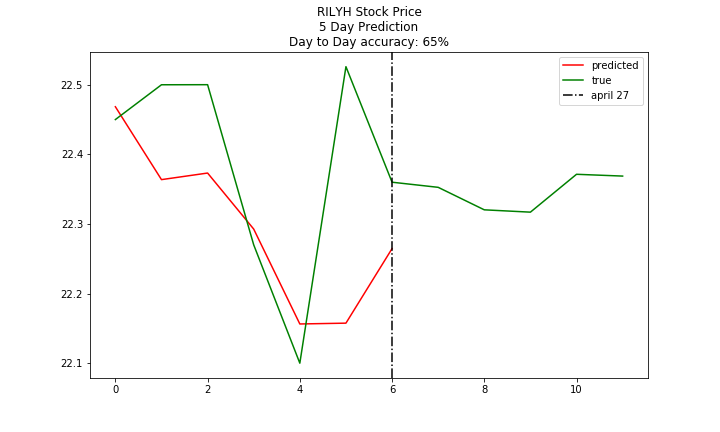 RILYH Stock Price
5 Day Prediction
Day to Day accuracy: 65%
predicted
true
april 27
22.5
22.4
22.3
22.2
22.1
0 2 4 6 8 10